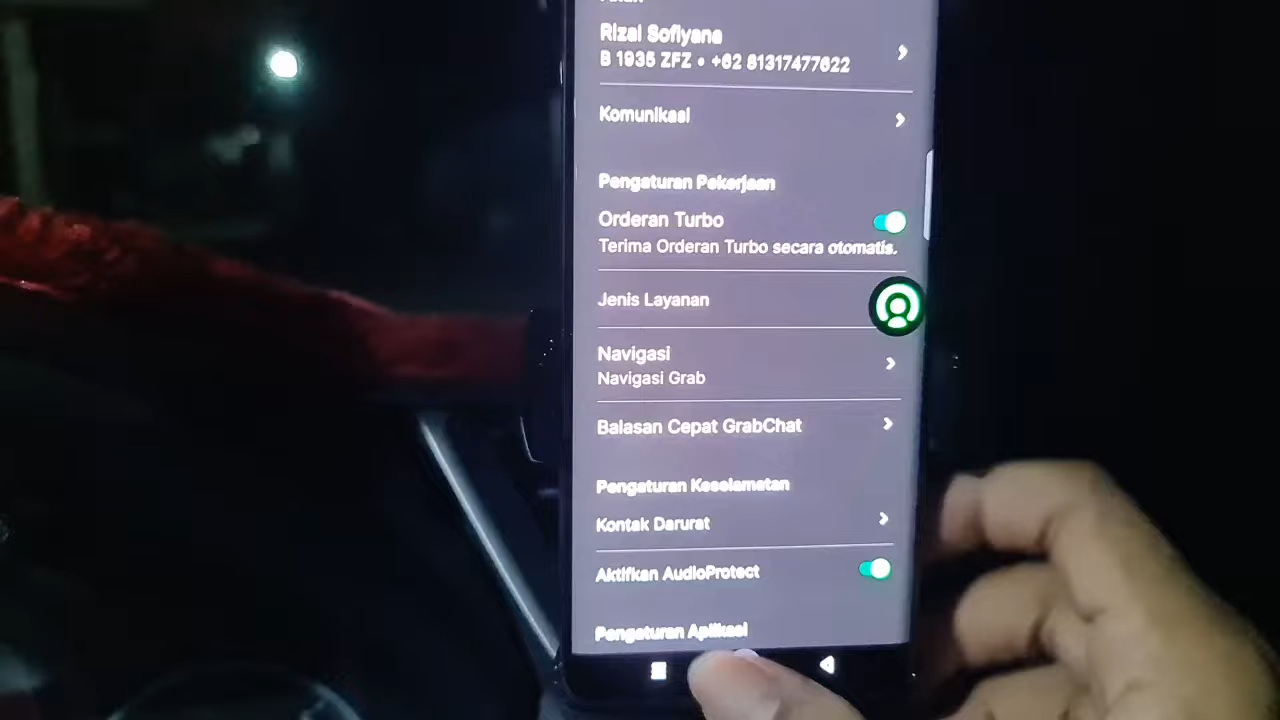 Rizal Sofiyana
B 1935 ZFZ • +62 81317477622
Komunikasi
Pengaturan Pekerjaan
Orderan Turbo
Terima Orderan Turbo secara otomatis.
Jenis Layanan
Navigasi
Navigasi Grab
Balasan Cepat GrabChat
Pengaturan Keselamatan
Kontak Darurat
Aktifkan AudioProtect
Pengaturan Aplikasi